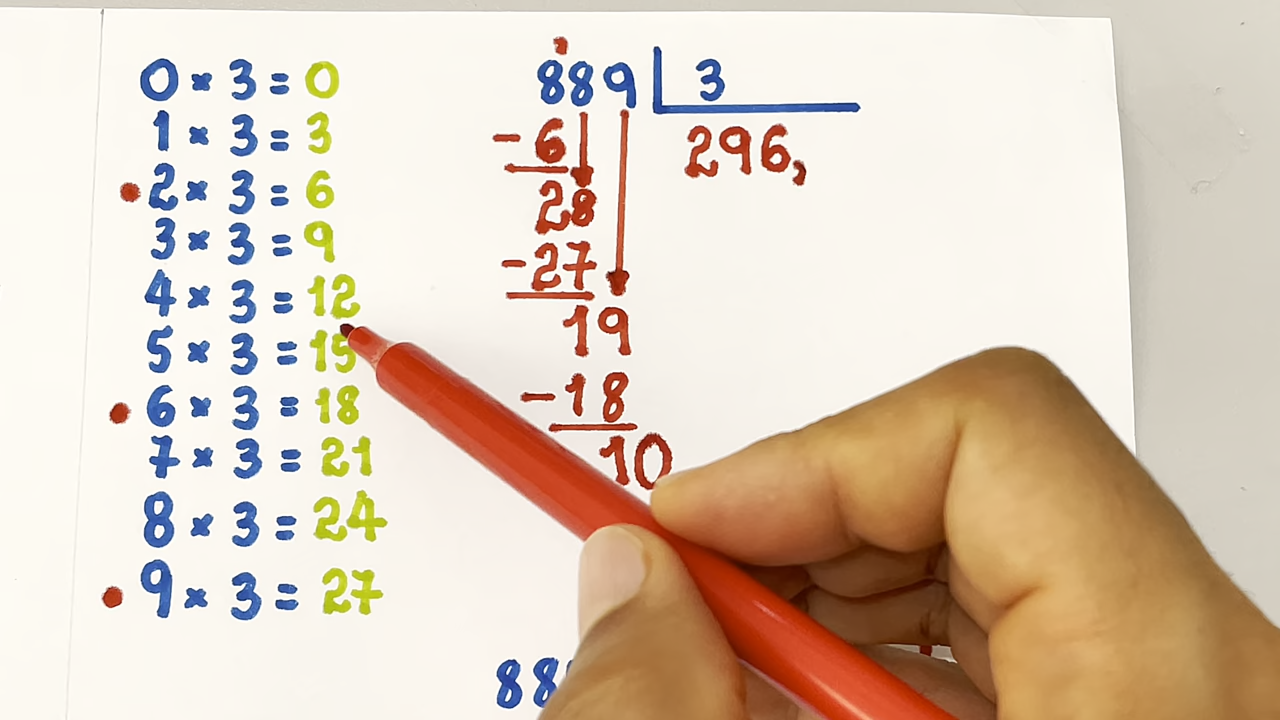 0 × 3 = 0
1 × 3 = 3
2 × 3 = 6
3 × 3 = 9
4 × 3 = 12
5 × 3 = 15
6 × 3 = 18
7 × 3 = 21
8 × 3 = 24
9 × 3 = 27
889 3
-6 296,
28
-27
19
-18
10
88